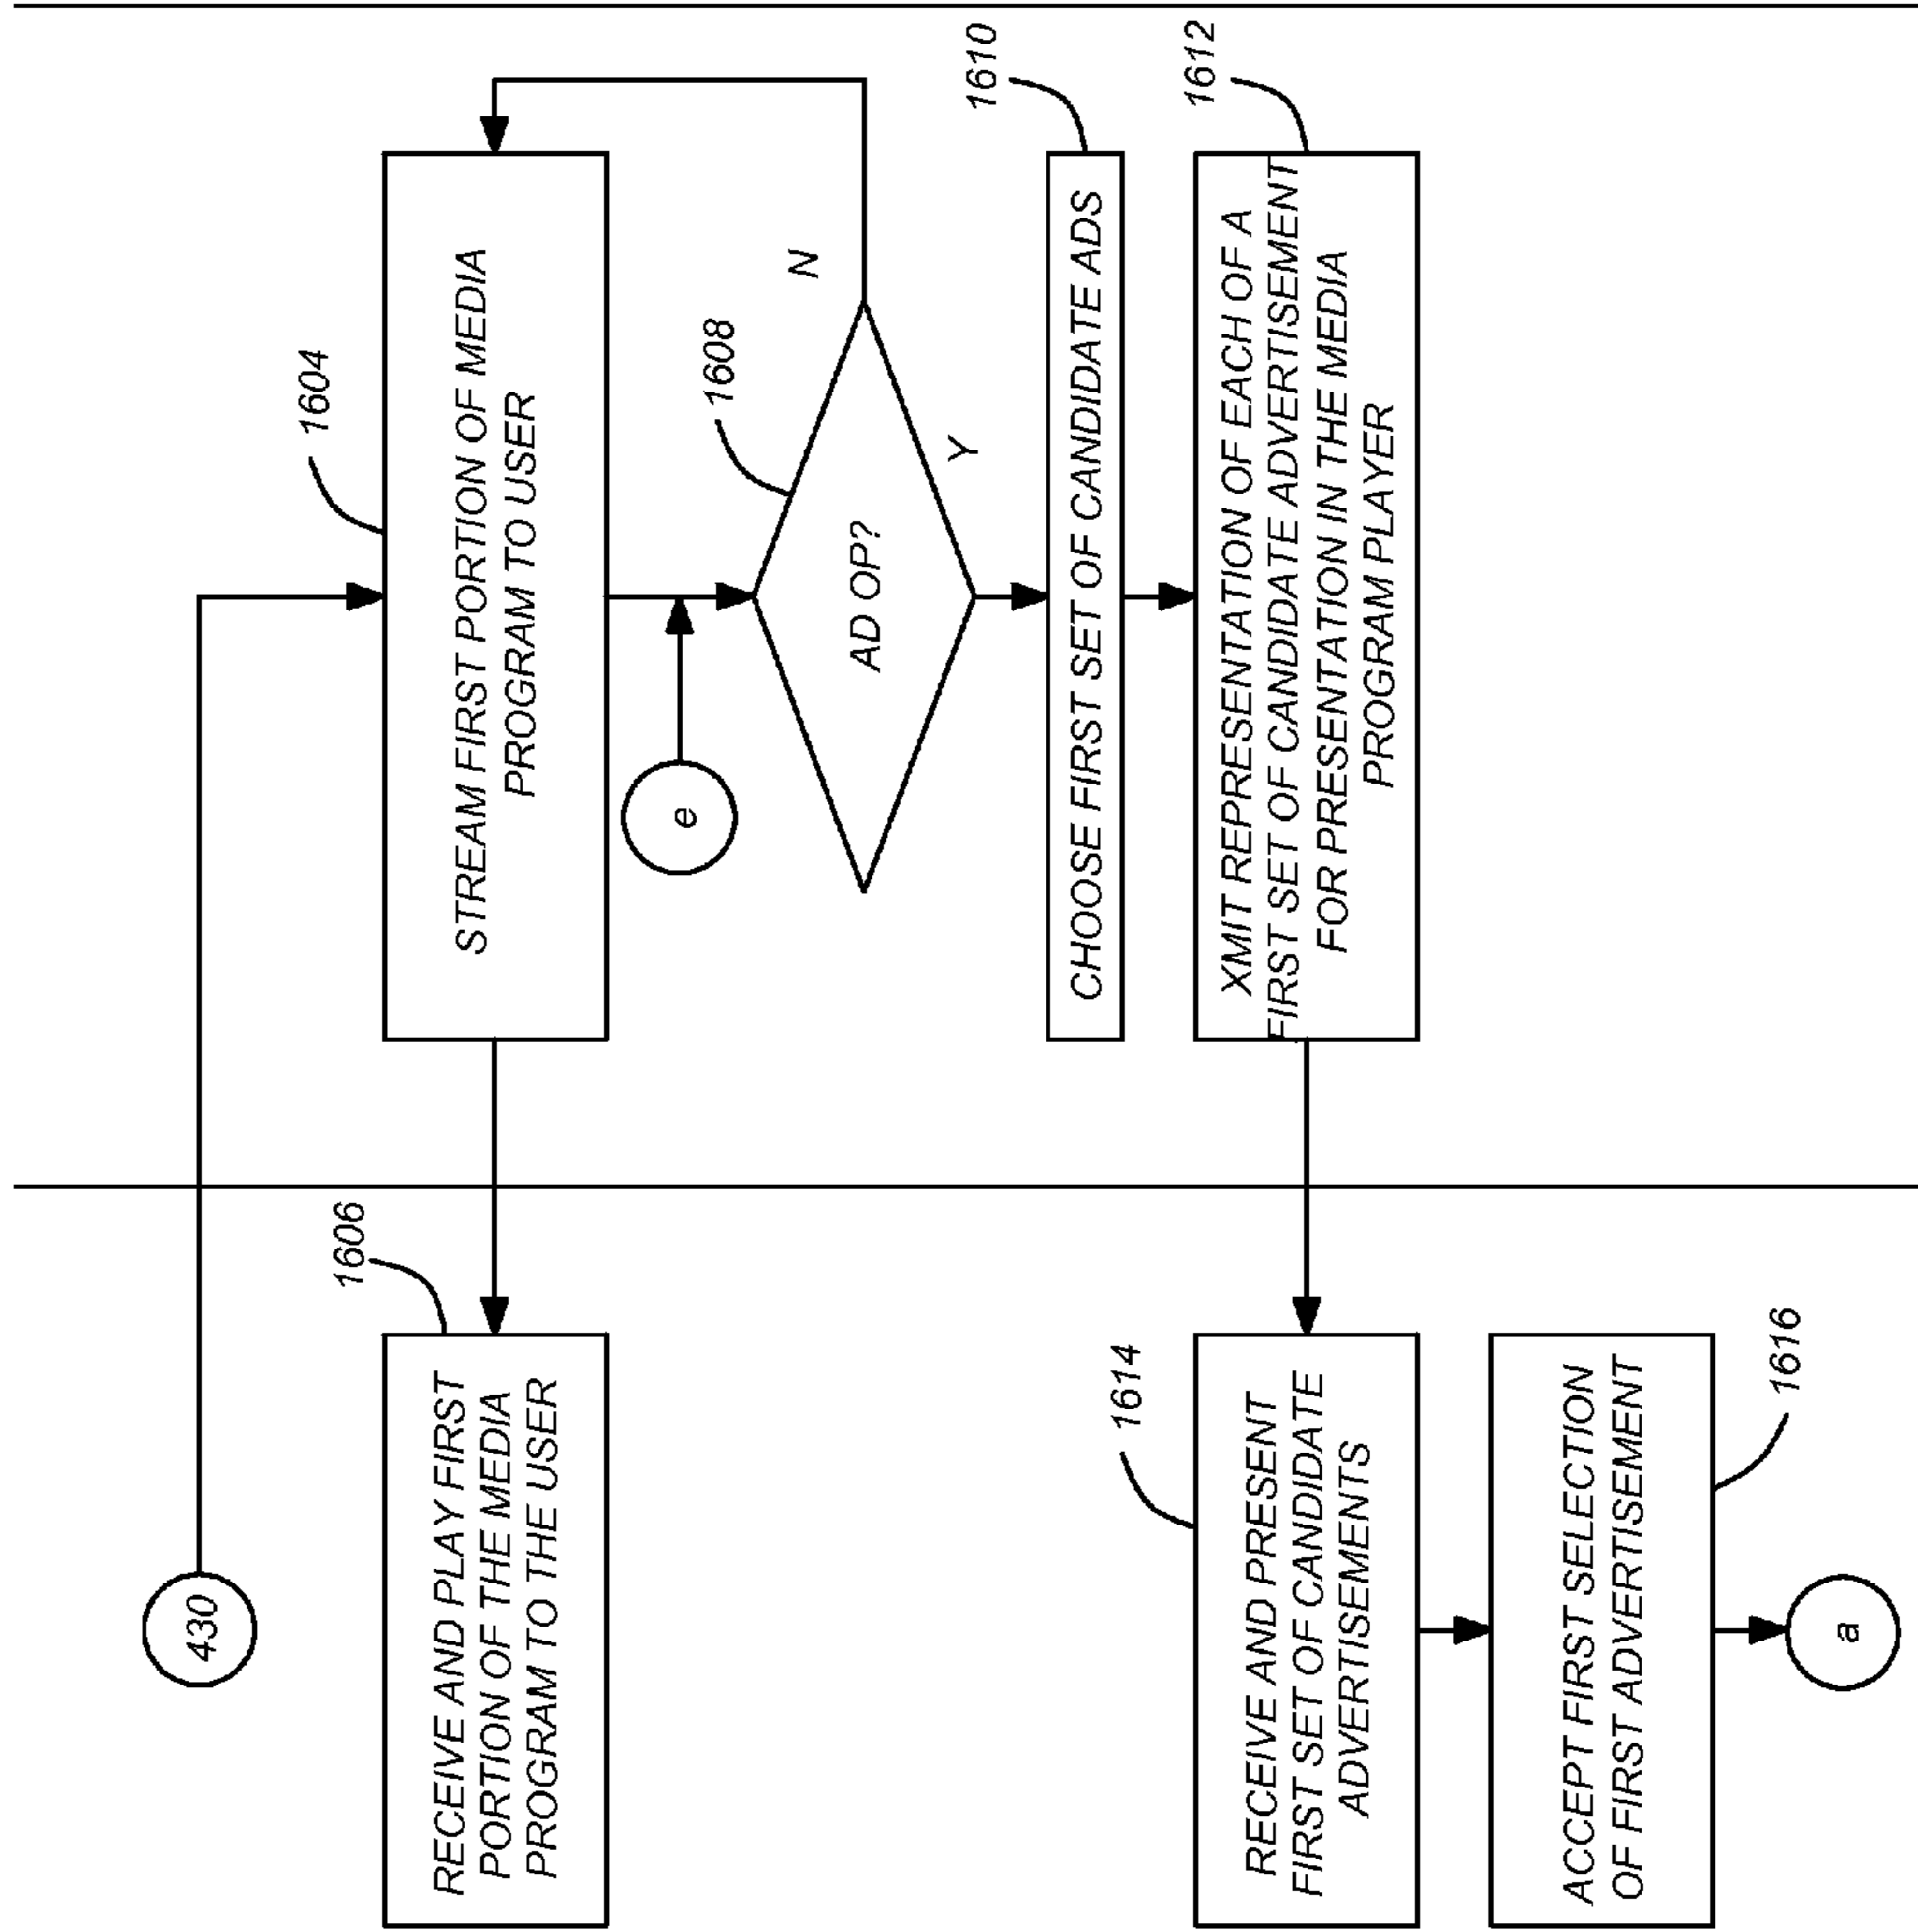 430
1604
STREAM FIRST PORTION OF MEDIA
PROGRAM TO USER
1606
RECEIVE AND PLAY FIRST
PORTION OF THE MEDIA
PROGRAM TO THE USER
e
1608
AD OP?
N
Y
1610
CHOOSE FIRST SET OF CANDIDATE ADS
1612
XMIT REPRESENTATION OF EACH OF A
FIRST SET OF CANDIDATE ADVERTISEMENT
FOR PRESENTATION IN THE MEDIA
PROGRAM PLAYER
1614
RECEIVE AND PRESENT
FIRST SET OF CANDIDATE
ADVERTISEMENTS
ACCEPT FIRST SELECTION
OF FIRST ADVERTISEMENT
1616
a